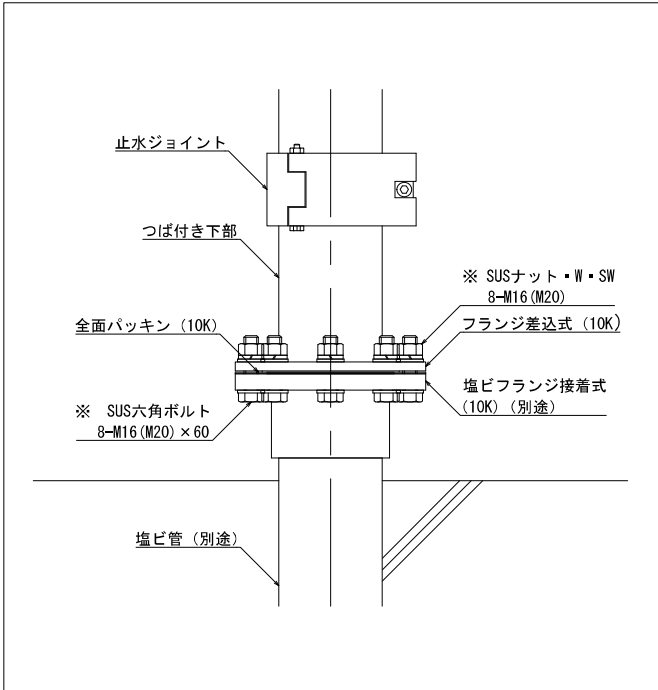 止水ジョイント
つば付き下部
※ SUSナット・W・SW
8-M16(M20)
全面パッキン(10K)
フランジ差込式(10K)
塩ビフランジ接着式
(10K)(別途)
※ SUS六角ボルト
8-M16(M20)×60
塩ビ管(別途)